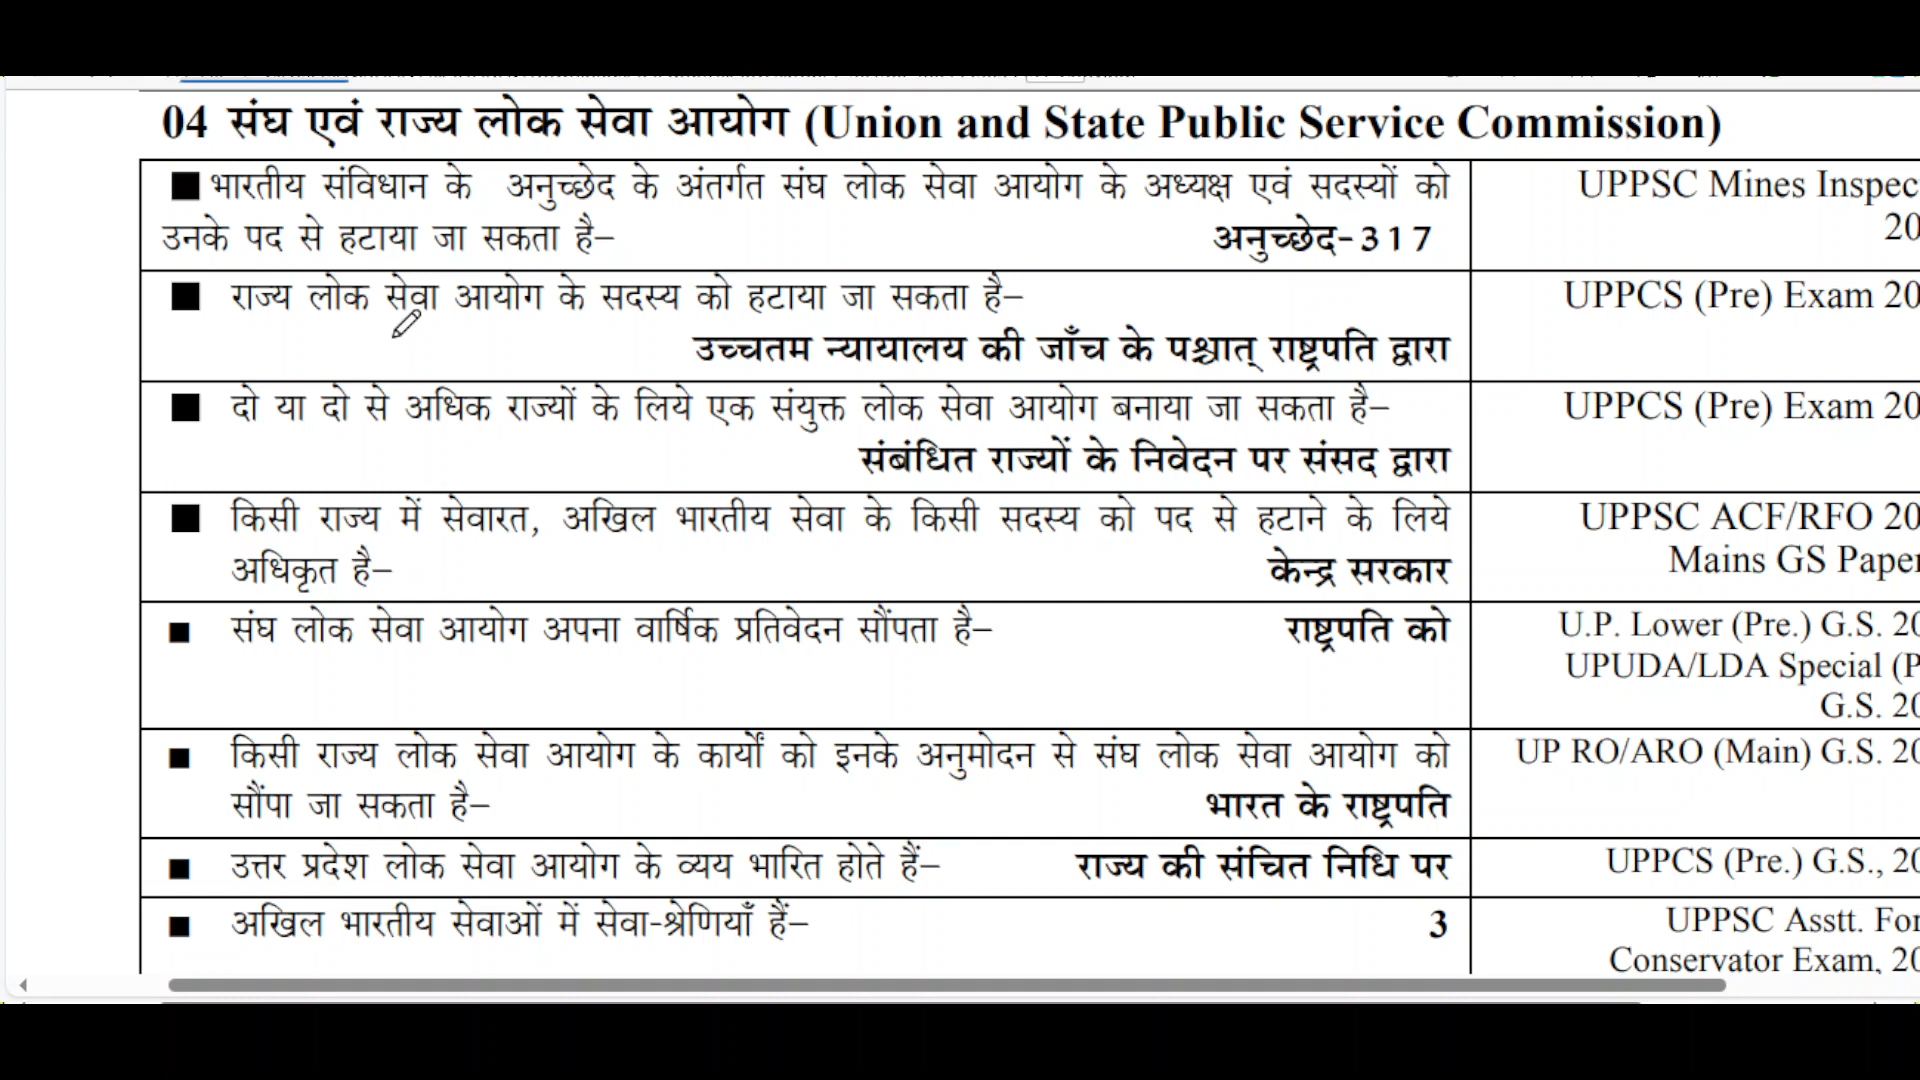 04 संघ एवं राज्य लोक सेवा आयोग (Union and State Public Service Commission)
■ भारतीय संविधान के अनुच्छेद के अंतर्गत संघ लोक सेवा आयोग के अध्यक्ष एवं सदस्यों को
उनके पद से हटाया जा सकता है– अनुच्छेद-317
UPPSC Mines Inspec
20
■ राज्य लोक सेवा आयोग के सदस्य को हटाया जा सकता है–
उच्चतम न्यायालय की जाँच के पश्चात् राष्ट्रपति द्वारा
UPPCS (Pre) Exam 20
■ दो या दो से अधिक राज्यों के लिये एक संयुक्त लोक सेवा आयोग बनाया जा सकता है–
संबंधित राज्यों के निवेदन पर संसद द्वारा
UPPCS (Pre) Exam 20
■ किसी राज्य में सेवारत, अखिल भारतीय सेवा के किसी सदस्य को पद से हटाने के लिये
अधिकृत है– केन्द्र सरकार
UPPSC ACF/RFO 20
Mains GS Paper
■ संघ लोक सेवा आयोग अपना वार्षिक प्रतिवेदन सौंपता है– राष्ट्रपति को
U.P. Lower (Pre.) G.S. 20
UPUDA/LDA Special (P
G.S. 20
■ किसी राज्य लोक सेवा आयोग के कार्यों को इनके अनुमोदन से संघ लोक सेवा आयोग को
सौंपा जा सकता है– भारत के राष्ट्रपति
UP RO/ARO (Main) G.S. 20
■ उत्तर प्रदेश लोक सेवा आयोग के व्यय भारित होते हैं– राज्य की संचित निधि पर
UPPCS (Pre.) G.S., 20
■ अखिल भारतीय सेवाओं में सेवा-श्रेणियाँ हैं– 3
UPPSC Asstt. For
Conservator Exam, 20